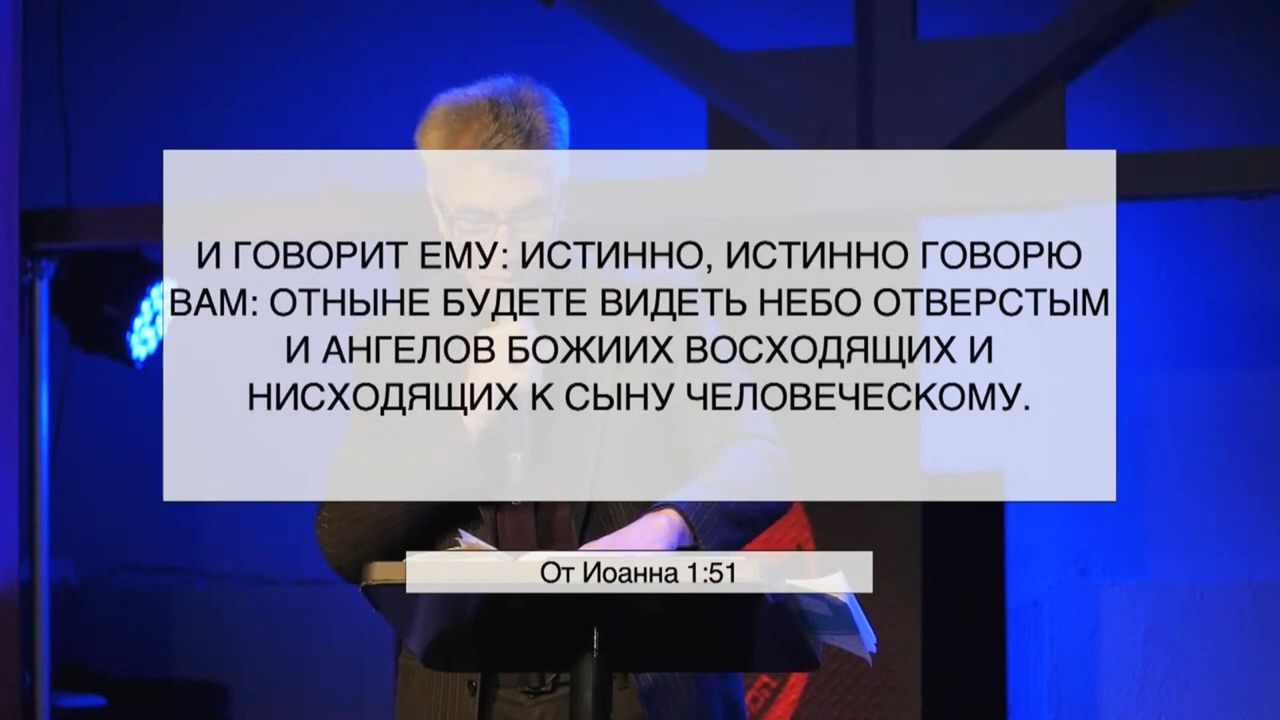 И ГОВОРИТ ЕМУ: ИСТИННО, ИСТИННО ГОВОРЮ
ВАМ: ОТНЫНЕ БУДЕТЕ ВИДЕТЬ НЕБО ОТВЕРСТЫМ
И АНГЕЛОВ БОЖИИХ ВОСХОДЯЩИХ И
НИСХОДЯЩИХ К СЫНУ ЧЕЛОВЕЧЕСКОМУ.
От Иоанна 1:51